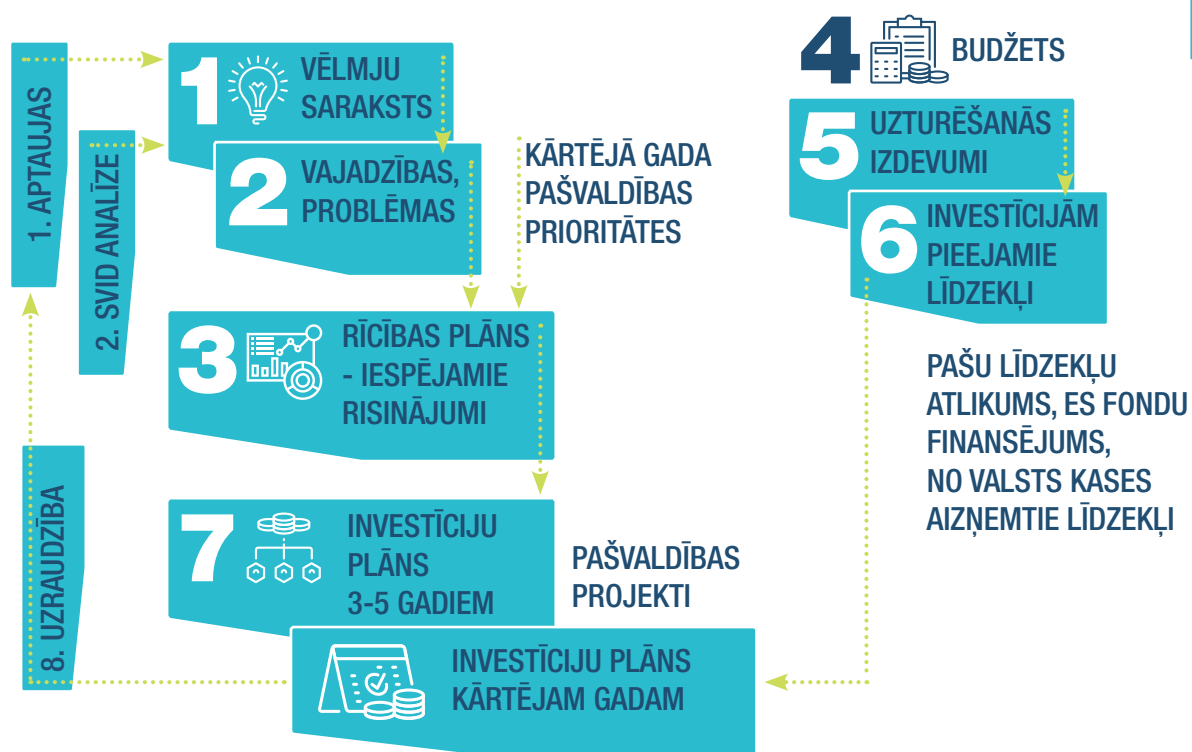 1. APTAUJAS
2. SVID ANALĪZE
1
VĒLMJU
SARAKSTS
2
VAJADZĪBAS,
PROBLĒMAS
KĀRTĒJĀ GADA
PAŠVALDĪBAS
PRIORITĀTES
3
RĪCĪBAS PLĀNS
- IESPĒJAMIE
RISINĀJUMI
4
BUDŽETS
5
UZTURĒŠANĀS
IZDEVUMI
6
INVESTĪCIJĀM
PIEEJAMIE
LĪDZEKĻI
PAŠU LĪDZEKĻU
ATLIKUMS, ES FONDU
FINANSĒJUMS,
NO VALSTS KASES
AIZŅEMTIE LĪDZEKĻI
7
INVESTĪCIJU
PLĀNS
3-5 GADIEM
PAŠVALDĪBAS
PROJEKTI
INVESTĪCIJU PLĀNS
KĀRTĒJAM GADAM
8. UZRAUDZĪBA